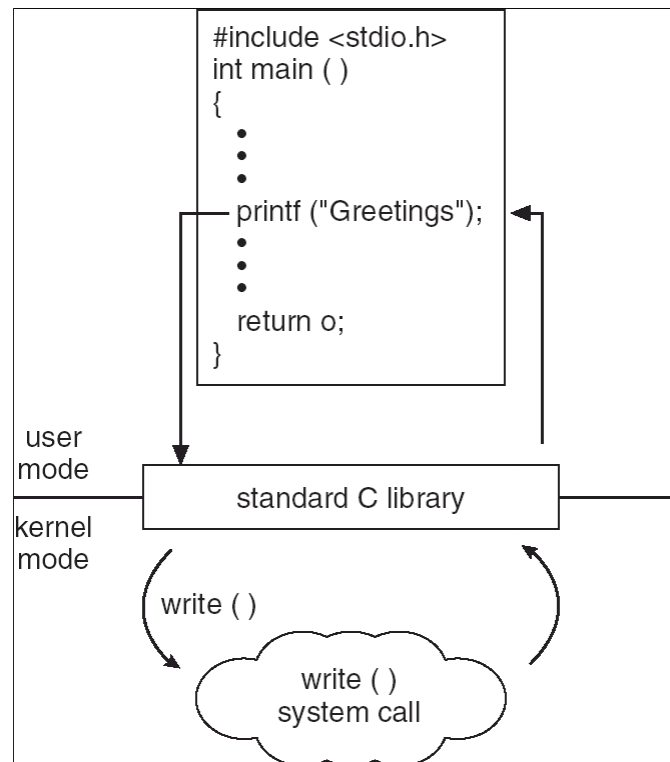 #include <stdio.h>
int main ( )
{
•
•
•
printf ("Greetings");
•
•
•
return o;
}
user
mode
standard C library
kernel
mode
write ( )
write ( )
system call